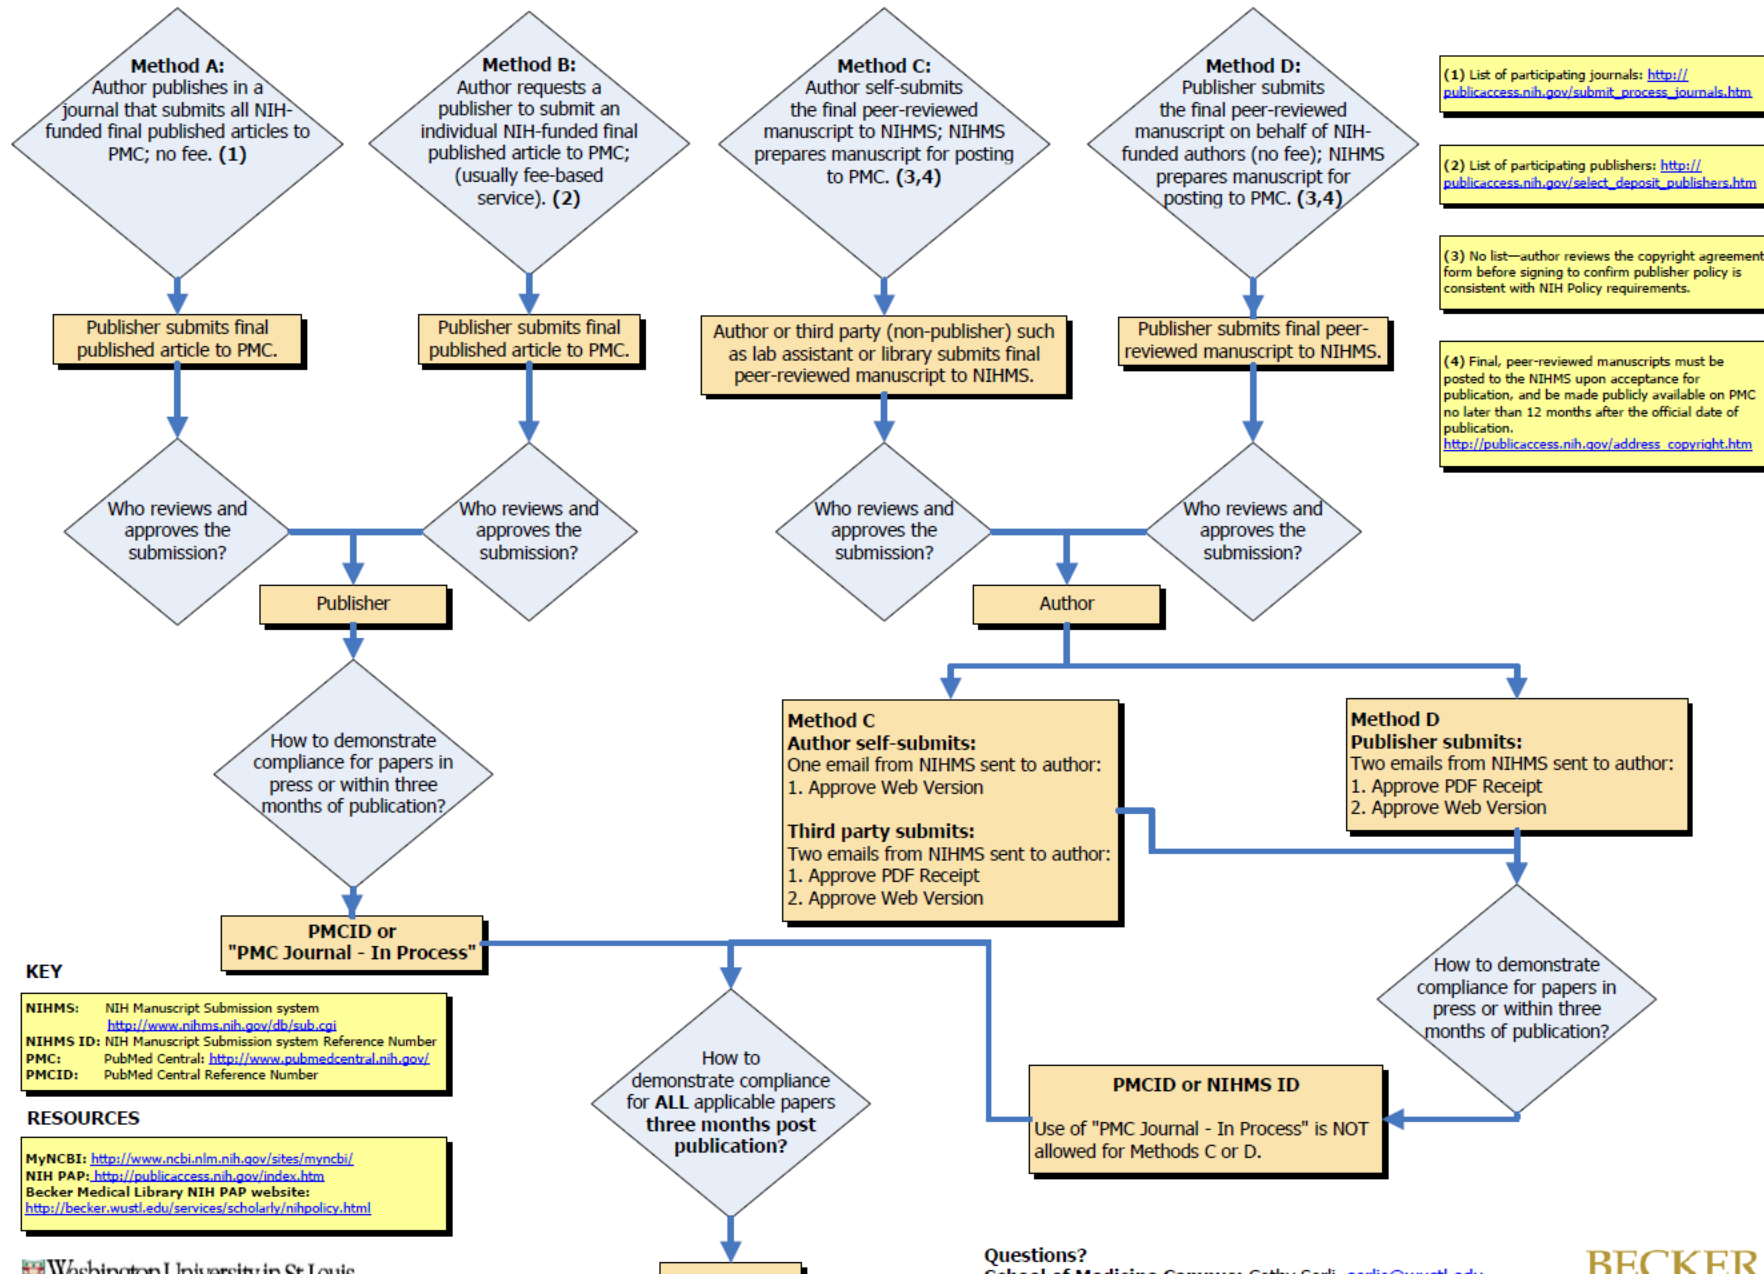 Method A:
Author publishes in a
journal that submits all NIH-
funded final published articles to
PMC; no fee. (1)
Method B:
Author requests a
publisher to submit an
individual NIH-funded final
published article to PMC;
(usually fee-based
service). (2)
Method C:
Author self-submits
the final peer-reviewed
manuscript to NIHMS; NIHMS
prepares manuscript for posting
to PMC. (3,4)
Method D:
Publisher submits
the final peer-reviewed
manuscript on behalf of NIH-
funded authors (no fee); NIHMS
prepares manuscript for
posting to PMC. (3,4)
(1) List of participating journals: http://
publicaccess.nih.gov/submit_process_journals.htm
(2) List of participating publishers: http://
publicaccess.nih.gov/select_deposit_publishers.htm
(3) No list—author reviews the copyright agreement
form before signing to confirm publisher policy is
consistent with NIH Policy requirements.
(4) Final, peer-reviewed manuscripts must be
posted to the NIHMS upon acceptance for
publication, and be made publicly available on PMC
no later than 12 months after the official date of
publication.
http://publicaccess.nih.gov/address_copyright.htm
Publisher submits final
published article to PMC.
Publisher submits final
published article to PMC.
Author or third party (non-publisher) such
as lab assistant or library submits final
peer-reviewed manuscript to NIHMS.
Publisher submits final peer-
reviewed manuscript to NIHMS.
Who reviews and
approves the
submission?
Who reviews and
approves the
submission?
Who reviews and
approves the
submission?
Who reviews and
approves the
submission?
Publisher
Author
How to demonstrate
compliance for papers in
press or within three
months of publication?
Method C
Author self-submits:
One email from NIHMS sent to author:
1. Approve Web Version
Third party submits:
Two emails from NIHMS sent to author:
1. Approve PDF Receipt
2. Approve Web Version
Method D
Publisher submits:
Two emails from NIHMS sent to author:
1. Approve PDF Receipt
2. Approve Web Version
PMCID or
"PMC Journal - In Process"
How to demonstrate
compliance for papers in
press or within three
months of publication?
KEY
NIHMS: NIH Manuscript Submission system
http://www.nihms.nih.gov/db/sub.cgi
NIHMS ID: NIH Manuscript Submission system Reference Number
PMC: PubMed Central: http://www.pubmedcentral.nih.gov/
PMCID: PubMed Central Reference Number
How to
demonstrate compliance
for ALL applicable papers
three months post
publication?
PMCID or NIHMS ID
Use of "PMC Journal - In Process" is NOT
allowed for Methods C or D.
RESOURCES
MyNCBI: http://www.ncbi.nlm.nih.gov/sites/myncbi/
NIH PAP: http://publicaccess.nih.gov/index.htm
Becker Medical Library NIH PAP website:
http://becker.wustl.edu/services/scholarly/nihpolicy.html
Washington University in St. Louis
Questions?
School of Medicine Campus: Cathy Sarli
BECKER